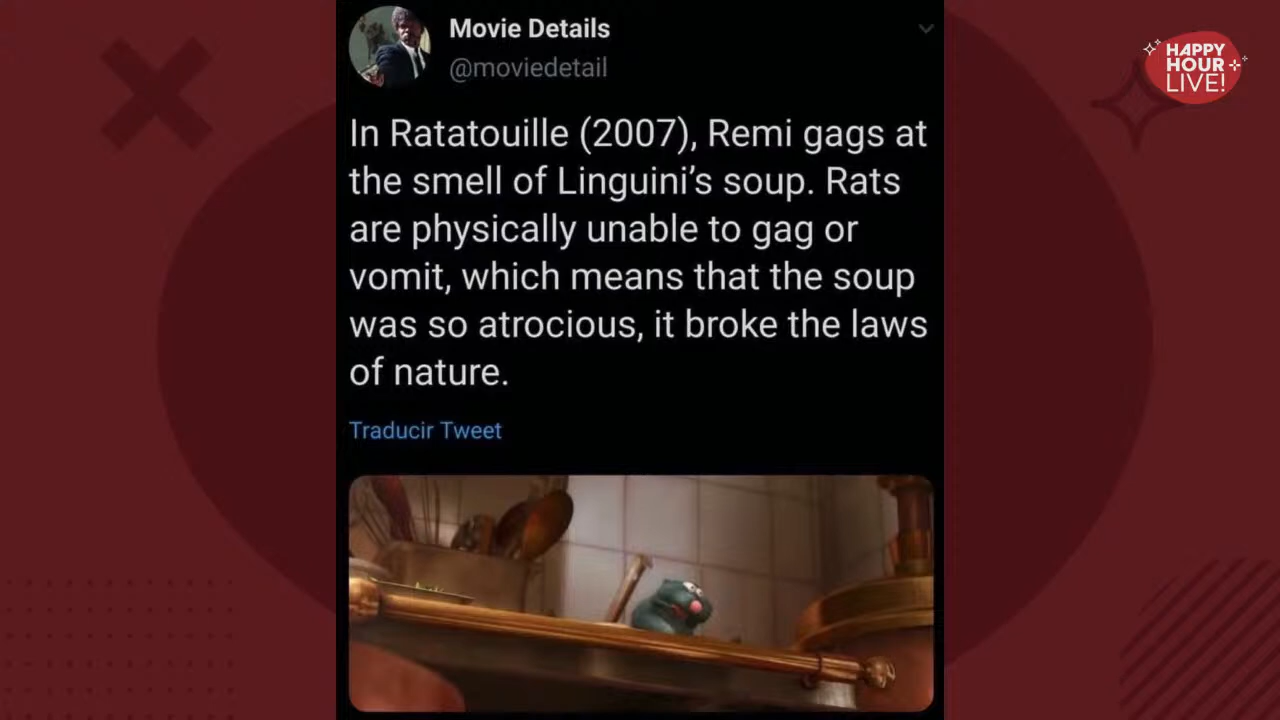 Movie Details
@moviedetail
In Ratatouille (2007), Remi gags at
the smell of Linguini’s soup. Rats
are physically unable to gag or
vomit, which means that the soup
was so atrocious, it broke the laws
of nature.
Traducir Tweet
HAPPY
HOUR
LIVE!